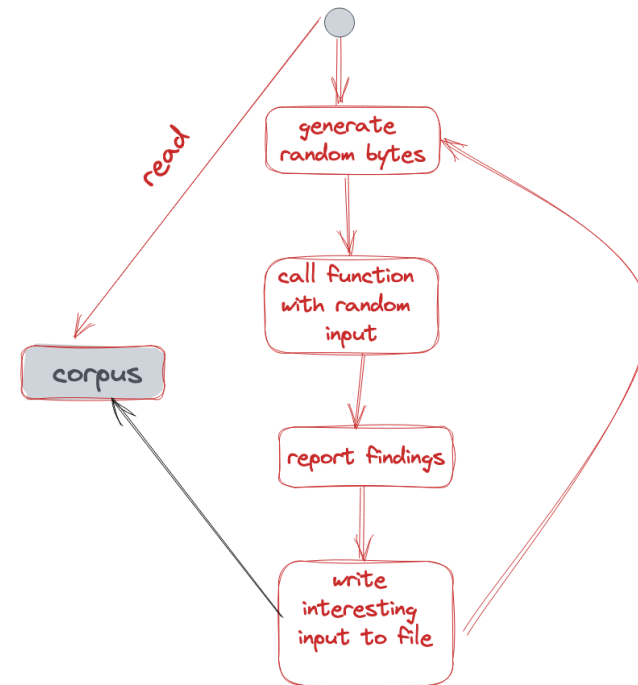 generate
random bytes
read
call function
with random
input
corpus
report findings
write
interesting
input to file